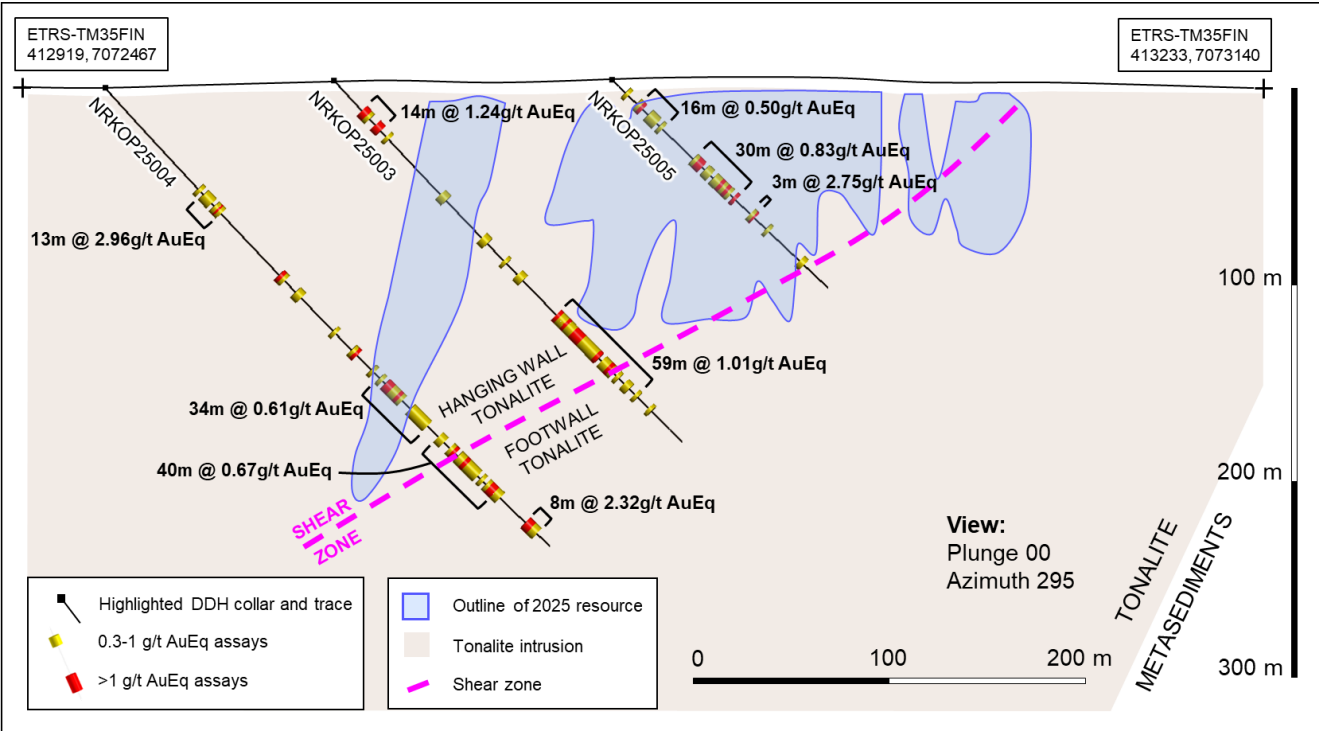 ETRS-TM35FIN
412919, 7072467
ETRS-TM35FIN
413233, 7073140
NRKOP25004
NRKOP25003
NRKOP25005
14m @ 1.24g/t AuEq
16m @ 0.50g/t AuEq
30m @ 0.83g/t AuEq
3m @ 2.75g/t AuEq
13m @ 2.96g/t AuEq
100 m
59m @ 1.01g/t AuEq
HANGING WALL
TONALITE
34m @ 0.61g/t AuEq
FOOTWALL
TONALITE
40m @ 0.67g/t AuEq
200 m
8m @ 2.32g/t AuEq
SHEAR
ZONE
View:
Plunge 00
Azimuth 295
TONALITE
METASEDIMENTS
Highlighted DDH collar and trace
0.3-1 g/t AuEq assays
>1 g/t AuEq assays
Outline of 2025 resource
Tonalite intrusion
Shear zone
0 100 200 m
300 m